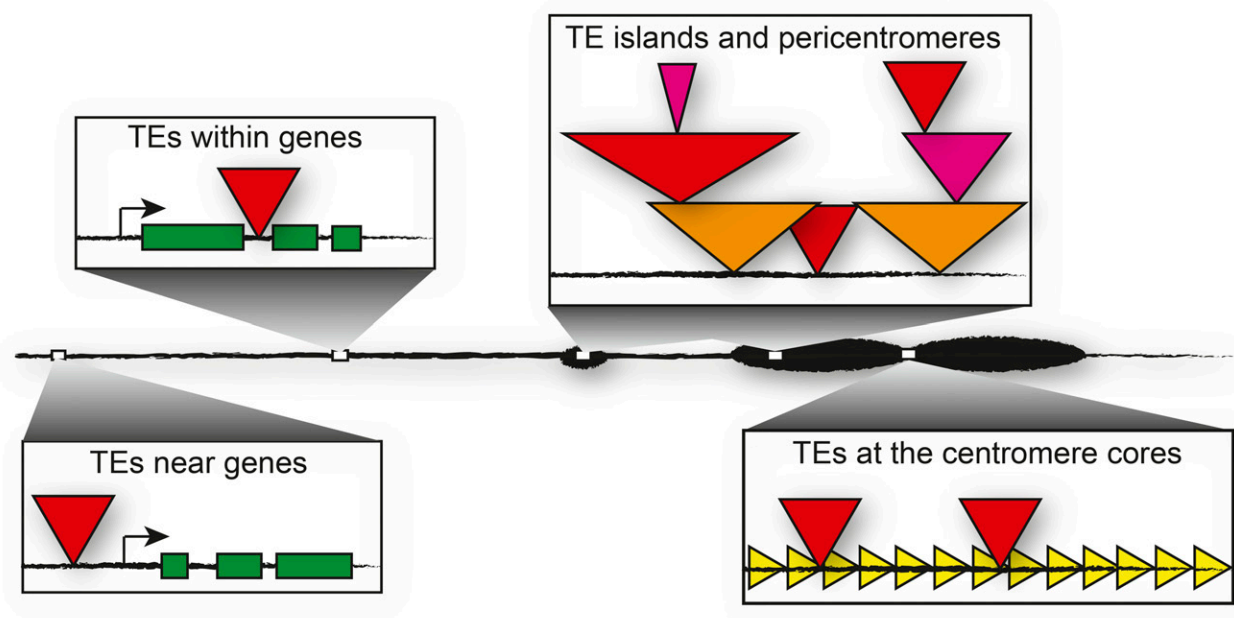 TE islands and pericentromeres
TEs within genes
TEs near genes
TEs at the centromere cores